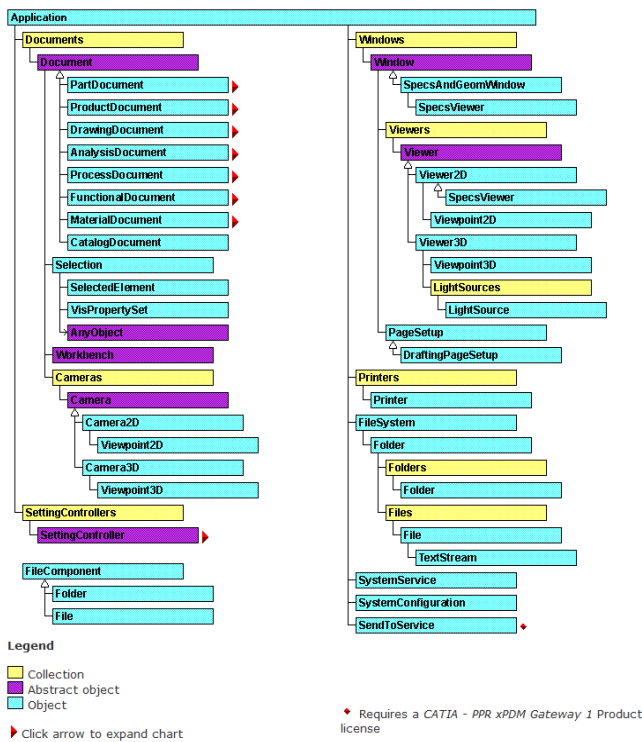 Application
Documents
Document
PartDocument
ProductDocument
DrawingDocument
AnalysisDocument
ProcessDocument
FunctionalDocument
MaterialDocument
CatalogDocument
Selection
SelectedElement
VisPropertySet
AnyObject
Workbench
Cameras
Camera
Camera2D
Viewpoint2D
Camera3D
Viewpoint3D
SettingControllers
SettingController
FileComponent
Folder
File
Windows
Window
SpecsAndGeomWindow
SpecsViewer
Viewers
Viewer
Viewer2D
SpecsViewer
Viewpoint2D
Viewer3D
Viewpoint3D
LightSources
LightSource
PageSetup
DraftingPageSetup
Printers
Printer
FileSystem
Folder
Folders
Folder
Files
File
TextStream
SystemService
SystemConfiguration
SendToService
Legend
Collection
Abstract object
Object
Click arrow to expand chart
Requires a CATIA - PPR xPDM Gateway 1 Product
license